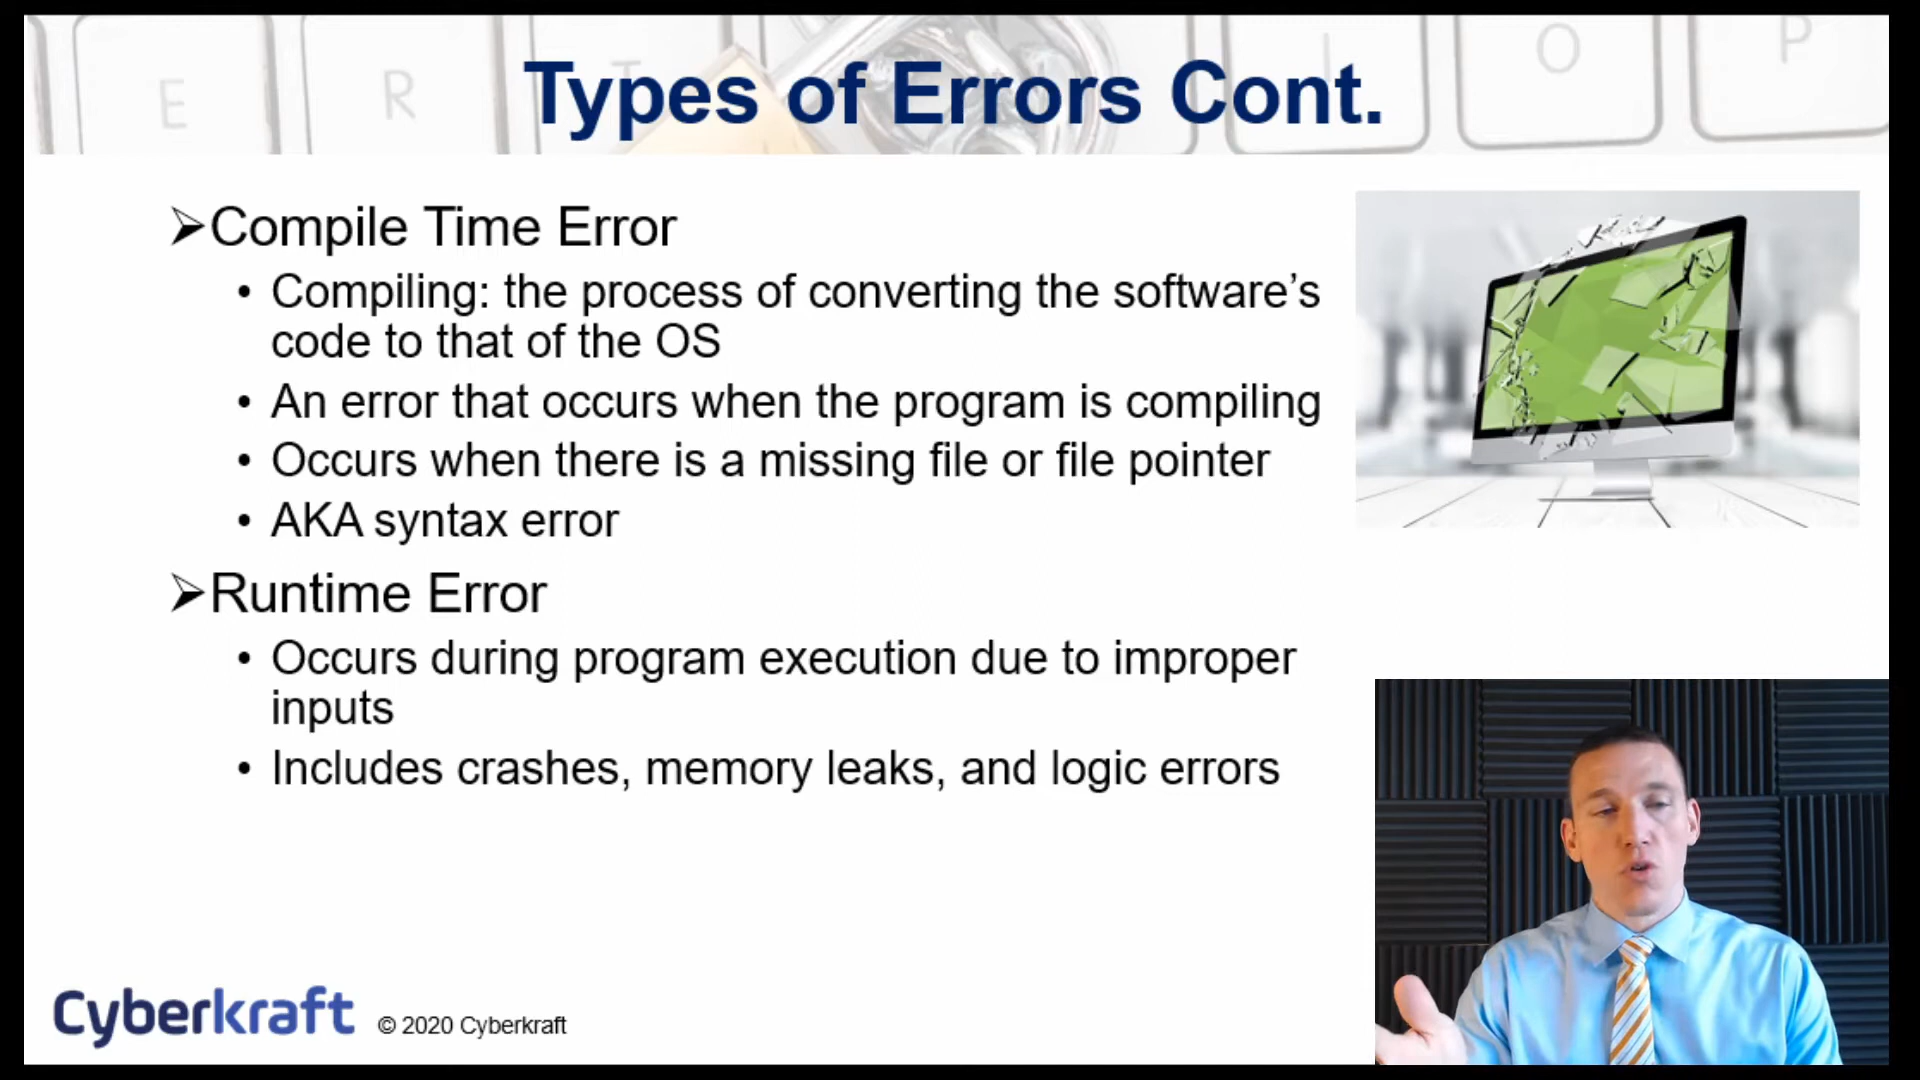 E R T I O P
Types of Errors Cont.
Compile Time Error
• Compiling: the process of converting the software’s
code to that of the OS
• An error that occurs when the program is compiling
• Occurs when there is a missing file or file pointer
• AKA syntax error
Runtime Error
• Occurs during program execution due to improper
inputs
• Includes crashes, memory leaks, and logic errors
Cyberkraft © 2020 Cyberkraft